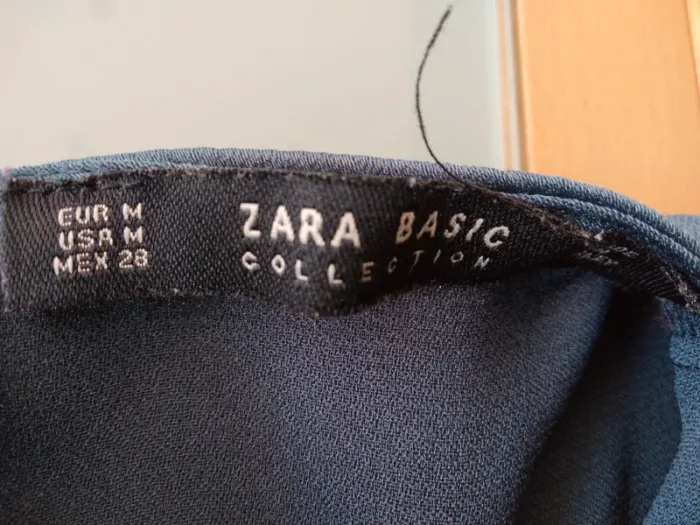 EUR M
USA M
MEX 28
ZARA BASIC
COLLECTION